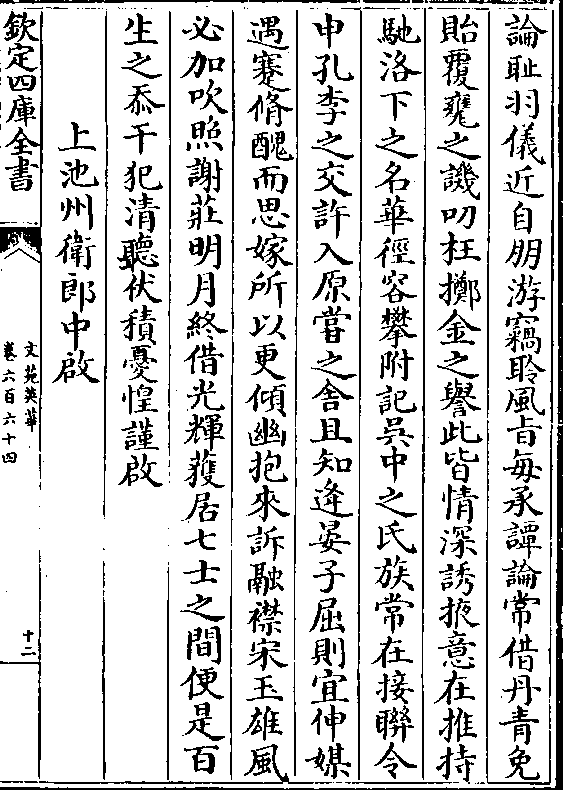 論耻羽儀近自朋游竊聆風旨每承譚論常借丹青免
貽覆甕之譏叨枉擲金之譽此皆情深誘掖意在推持
馳洛下之名華徑容攀附記吳中之氏族常在接聯令
申孔李之交許入原嘗之舎且知逢晏子屈則宜伸媒
遇蹇脩醜而思嫁所以更傾幽抱來訴融襟宋玉雄風
必加吹照謝莊明月終借光輝蒦居七士之間便是百
生之忝干犯清聽伏積憂惶謹啟
上池州衛郎中啟
欽定四庫全書
文苑英華
卷六百六十四
十二